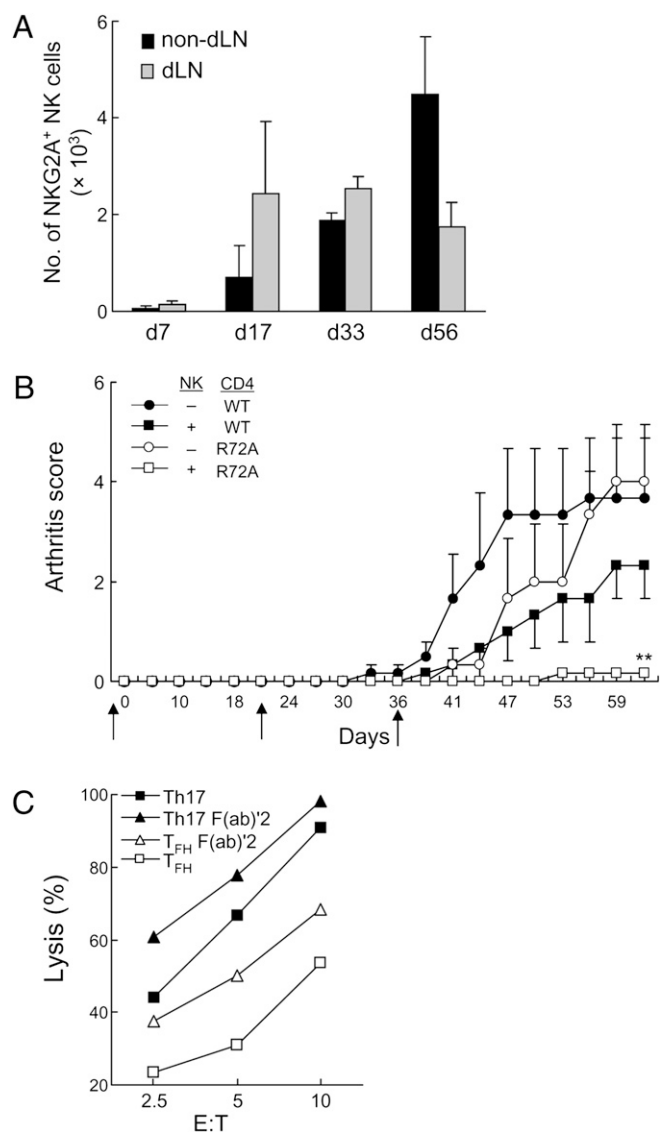 A
No. of NKG2A+ NK cells
(× 10³)
6
4
2
0
non-dLN
dLN
d7 d17 d33 d56
B
Arthritis score
6
4
2
0
NK CD4
– WT
+ WT
– R72A
+ R72A
**
0 10 18 24 30 36 41 47 53 59
Days
C
Lysis (%)
100
80
60
40
20
Th17
Th17 F(ab)'2
TFH F(ab)'2
TFH
2.5 5 10
E:T